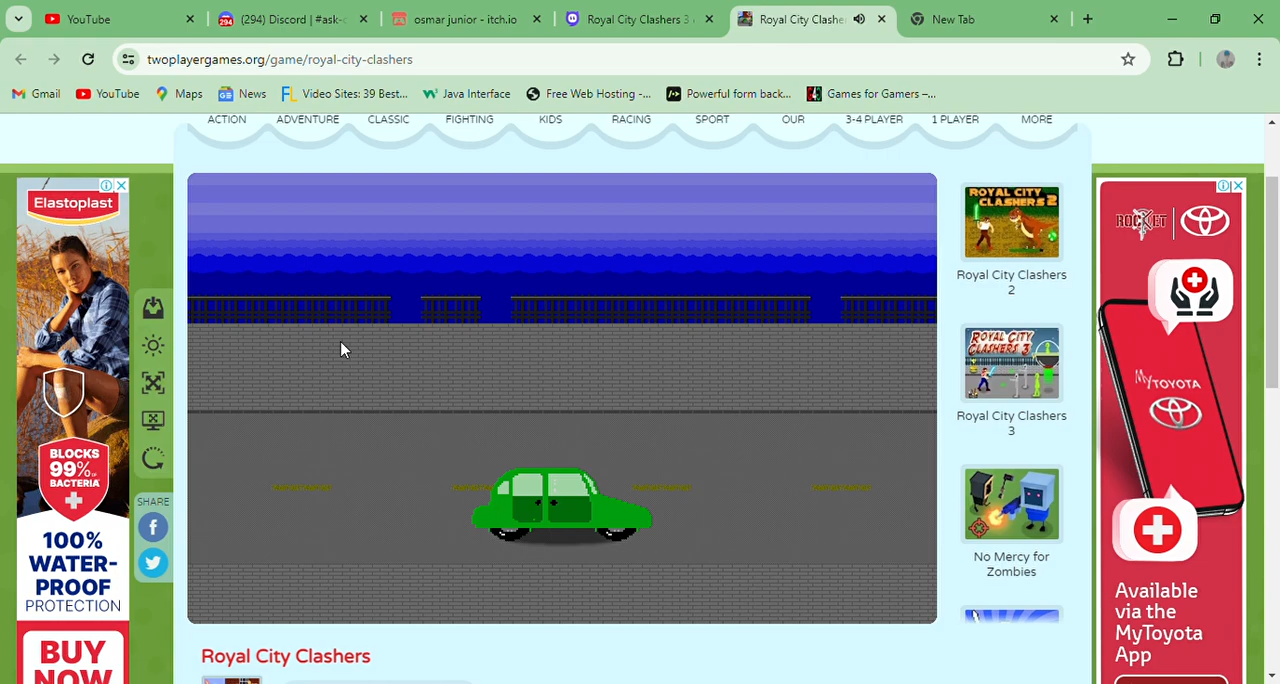 YouTube
(294) Discord | #ask-
osmar junior - itch.io
Royal City Clashers 3
Royal City Clashe
New Tab
twoplayergames.org/game/royal-city-clashers
Gmail
YouTube
Maps
News
Video Sites: 39 Best...
Java Interface
Free Web Hosting -...
Powerful form back...
Games for Gamers –...
ACTION
ADVENTURE
CLASSIC
FIGHTING
KIDS
RACING
SPORT
OUR
3-4 PLAYER
1 PLAYER
MORE
Elastoplast
BLOCKS
99% OF
BACTERIA
100%
WATER-
PROOF
PROTECTION
BUY
NOW
SHARE
ROYAL CITY
CLASHERS 2
Royal City Clashers
2
ROYAL CITY
CLASHERS 3
Royal City Clashers
3
No Mercy for
Zombies
Royal City Clashers
ROCKET
TOYOTA
MyTOYOTA
Available
via the
MyToyota
App